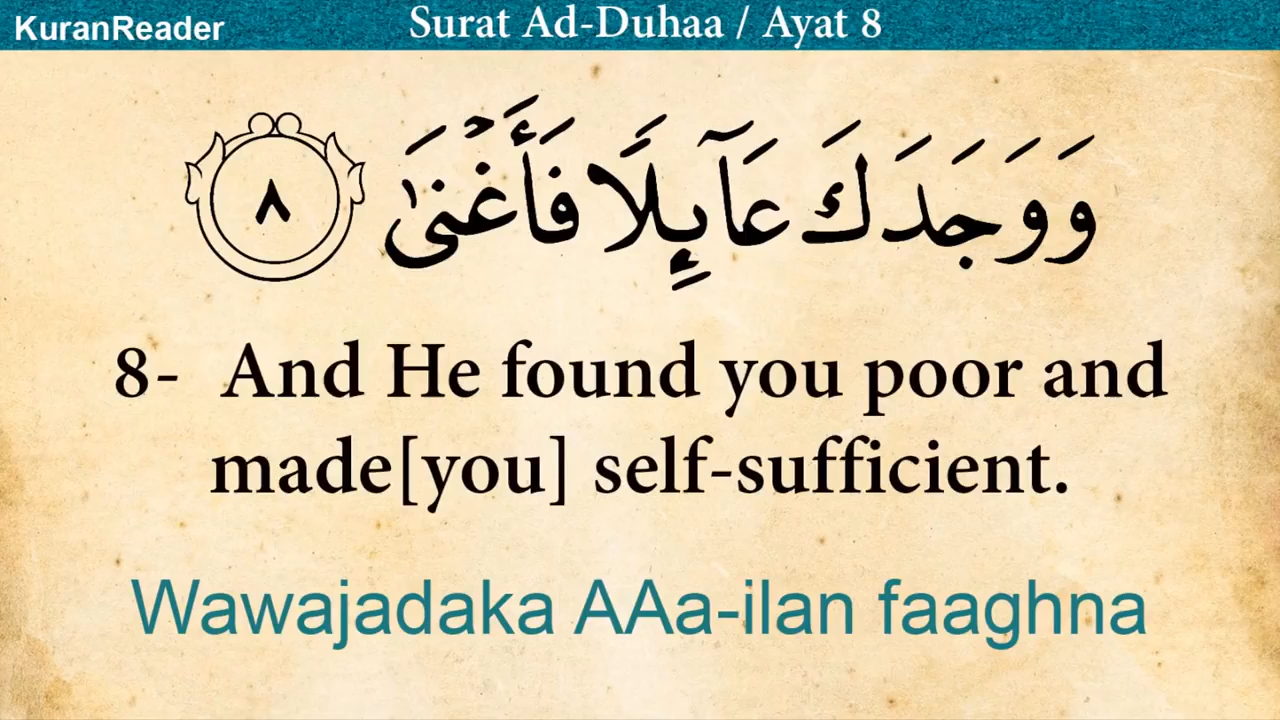 KuranReader
Surat Ad-Duhaa / Ayat 8
وَوَجَدَكَ عَآئِلًا فَأَغۡنَىٰ ٨
8- And He found you poor and
made[you] self-sufficient.
Wawajadaka AAa-ilan faaghna